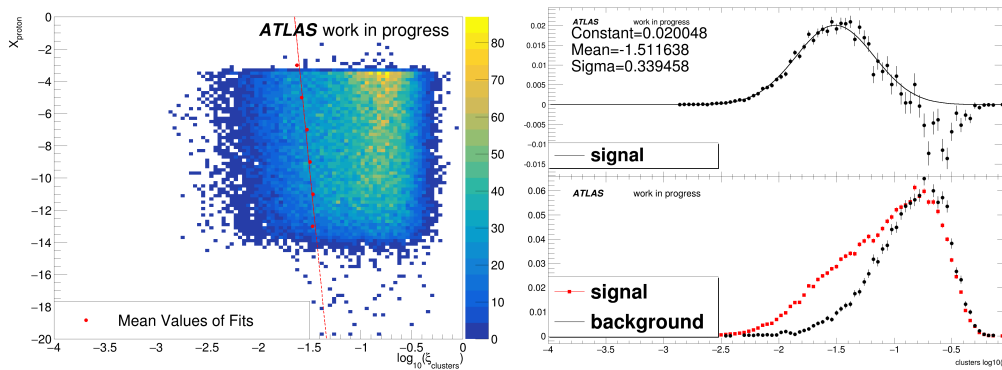 ATLAS work in progress
X proton
0
−2
−4
−6
−8
−10
−12
−14
−16
−18
−20
−4 −3.5 −3 −2.5 −2 −1.5 −1 −0.5 0
log10(ξclusters)
Mean Values of Fits
80
70
60
50
40
30
20
10
0
ATLAS work in progress
Constant=0.020048
Mean=-1.511638
Sigma=0.339458
0.02
0.015
0.01
0.005
0
−0.005
−0.01
−0.015
signal
ATLAS work in progress
0.06
0.05
0.04
0.03
0.02
0.01
0
signal
background
−4 −3.5 −3 −2.5 −2 −1.5 −1 −0.5
clusters log10(